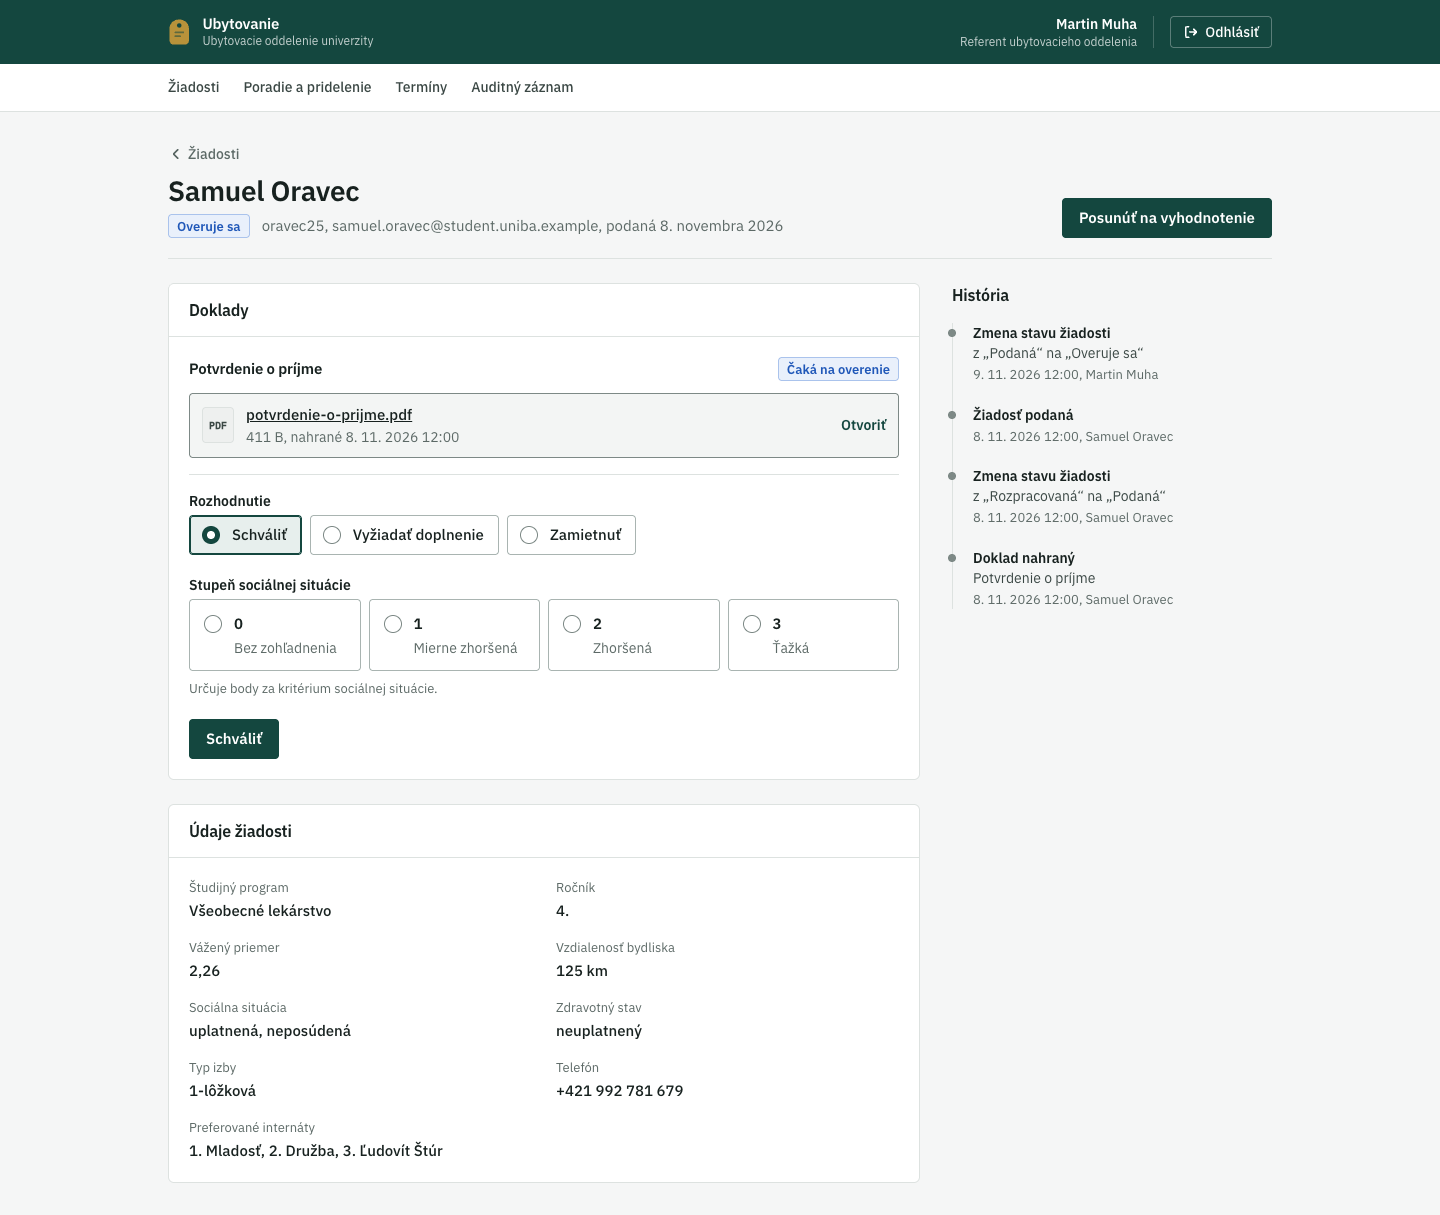 Ubytovanie
Ubytovacie oddelenie univerzity
Martin Muha
Referent ubytovacieho oddelenia
Odhlásiť
Žiadosti
Poradie a pridelenie
Termíny
Auditný záznam
Žiadosti
Samuel Oravec
Overuje sa
oravec25, samuel.oravec@student.uniba.example, podaná 8. novembra 2026
Posunúť na vyhodnotenie
Doklady
Potvrdenie o príjme
Čaká na overenie
PDF
potvrdenie-o-prijme.pdf
411 B, nahrané 8. 11. 2026 12:00
Otvoriť
Rozhodnutie
Schváliť
Vyžiadať doplnenie
Zamietnuť
Stupeň sociálnej situácie
0
Bez zohľadnenia
1
Mierne zhoršená
2
Zhoršená
3
Ťažká
Určuje body za kritérium sociálnej situácie.
Schváliť
História
Zmena stavu žiadosti
z „Podaná“ na „Overuje sa“
9. 11. 2026 12:00, Martin Muha
Žiadosť podaná
8. 11. 2026 12:00, Samuel Oravec
Zmena stavu žiadosti
z „Rozpracovaná“ na „Podaná“
8. 11. 2026 12:00, Samuel Oravec
Doklad nahraný
Potvrdenie o príjme
8. 11. 2026 12:00, Samuel Oravec
Údaje žiadosti
Študijný program
Všeobecné lekárstvo
Ročník
4.
Vážený priemer
2,26
Vzdialenosť bydliska
125 km
Sociálna situácia
uplatnená, neposúdená
Zdravotný stav
neuplatnený
Typ izby
1-lôžková
Telefón
+421 992 781 679
Preferované internáty
1. Mladosť, 2. Družba, 3. Ľudovít Štúr